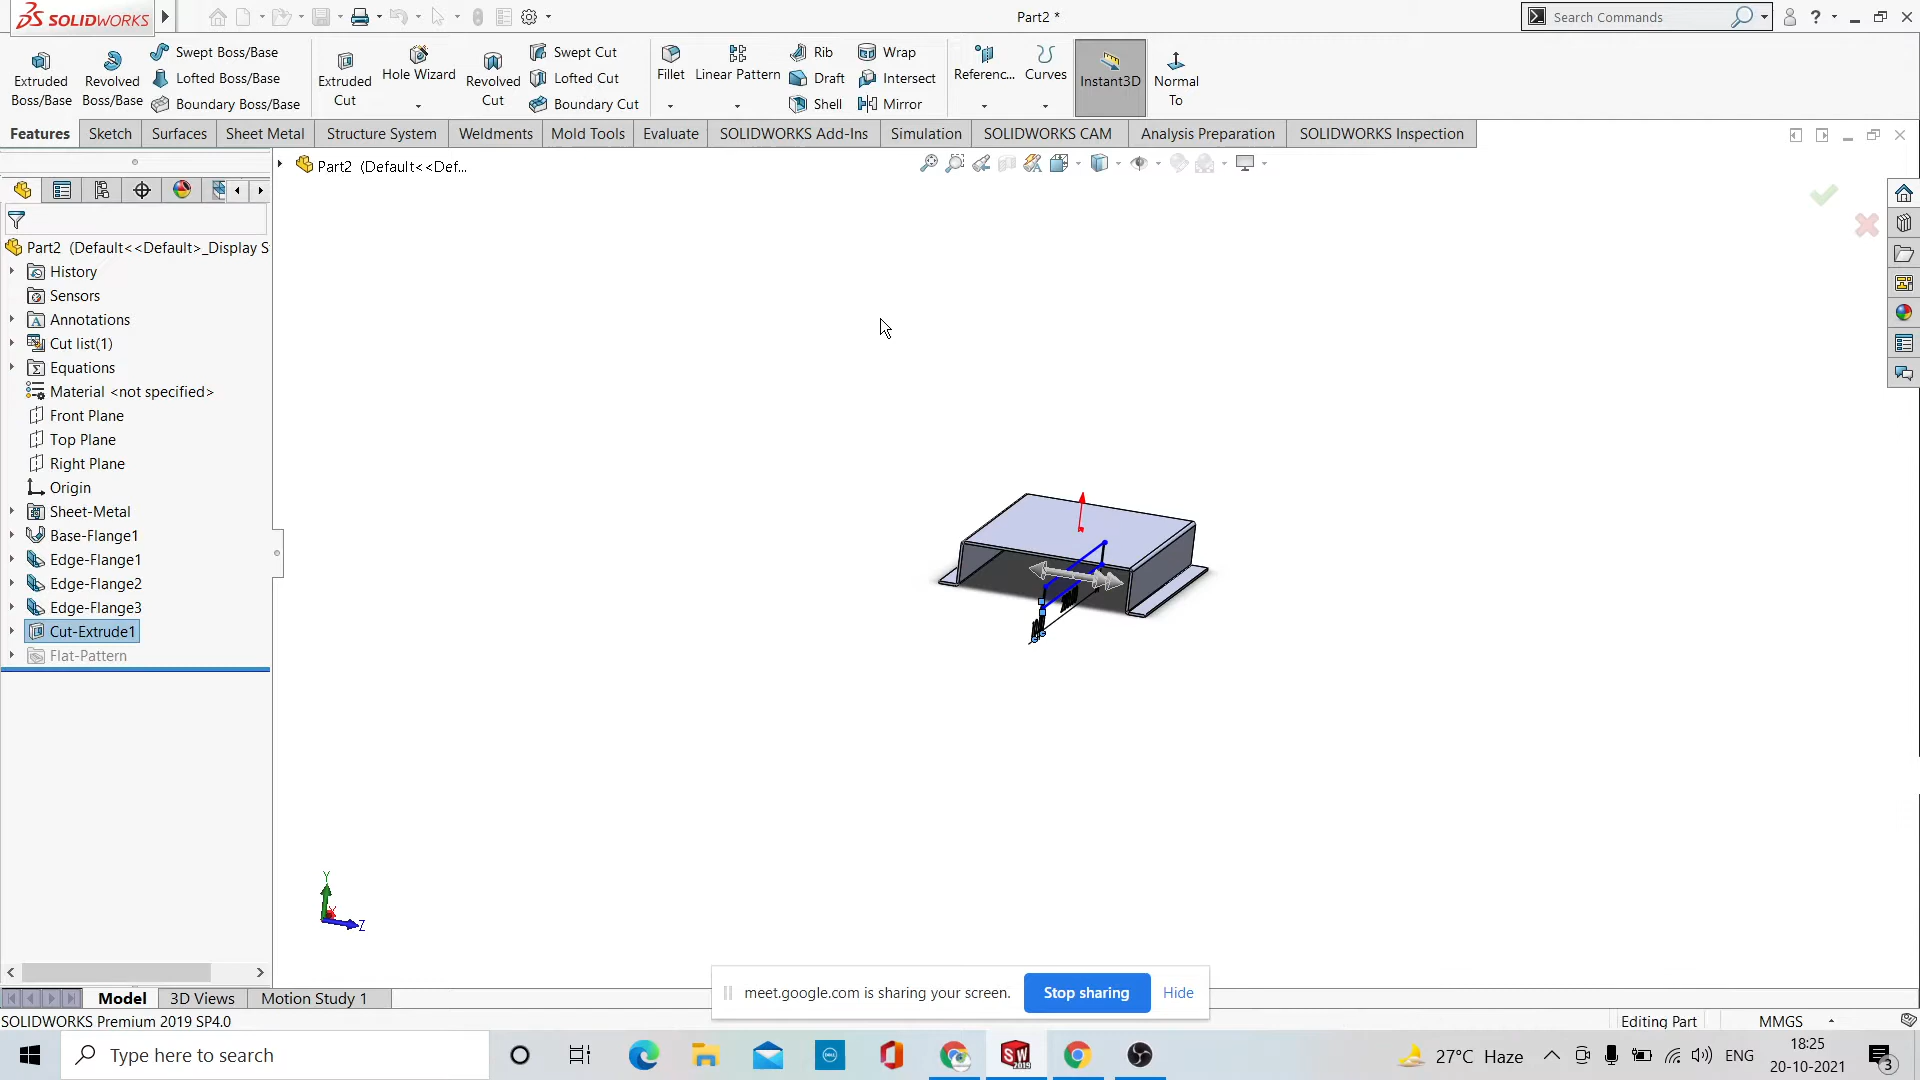 SOLIDWORKS
Part2 *
Search Commands
?
Extruded Boss/Base
Revolved Boss/Base
Swept Boss/Base
Lofted Boss/Base
Boundary Boss/Base
Extruded Cut
Hole Wizard
Revolved Cut
Swept Cut
Lofted Cut
Boundary Cut
Fillet
Linear Pattern
Rib
Draft
Shell
Wrap
Intersect
Mirror
Referenc...
Curves
Instant3D
Normal To
Features
Sketch
Surfaces
Sheet Metal
Structure System
Weldments
Mold Tools
Evaluate
SOLIDWORKS Add-Ins
Simulation
SOLIDWORKS CAM
Analysis Preparation
SOLIDWORKS Inspection
Part2 (Default<<Def...
Part2 (Default<<Default>_Display S
History
Sensors
Annotations
Cut list(1)
Equations
Material <not specified>
Front Plane
Top Plane
Right Plane
Origin
Sheet-Metal
Base-Flange1
Edge-Flange1
Edge-Flange2
Edge-Flange3
Cut-Extrude1
Flat-Pattern
Y
X
Z
Model
3D Views
Motion Study 1
meet.google.com is sharing your screen.
Stop sharing
Hide
SOLIDWORKS Premium 2019 SP4.0
Editing Part
MMGS
Type here to search
DELL
SW
2019
27°C Haze
ENG
18:25
20-10-2021
3